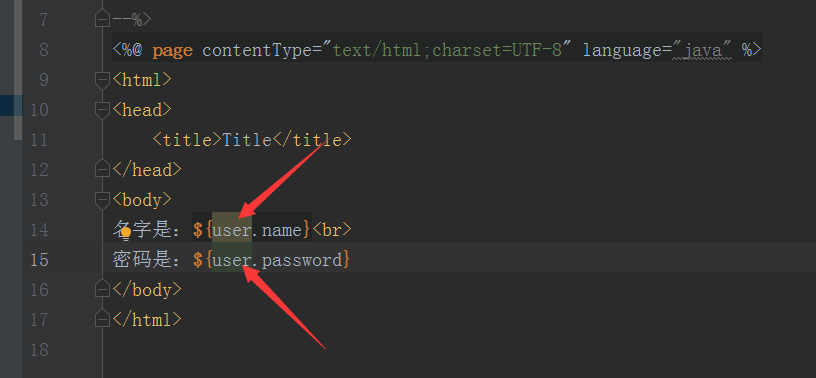 7 --%>
8 <%@ page contentType="text/html;charset=UTF-8" language="java" %>
9 <html>
10 <head>
11 <title>Title</title>
12 </head>
13 <body>
14 名字是：${user.name}<br>
15 密码是：${user.password}
16 </body>
17 </html>
18